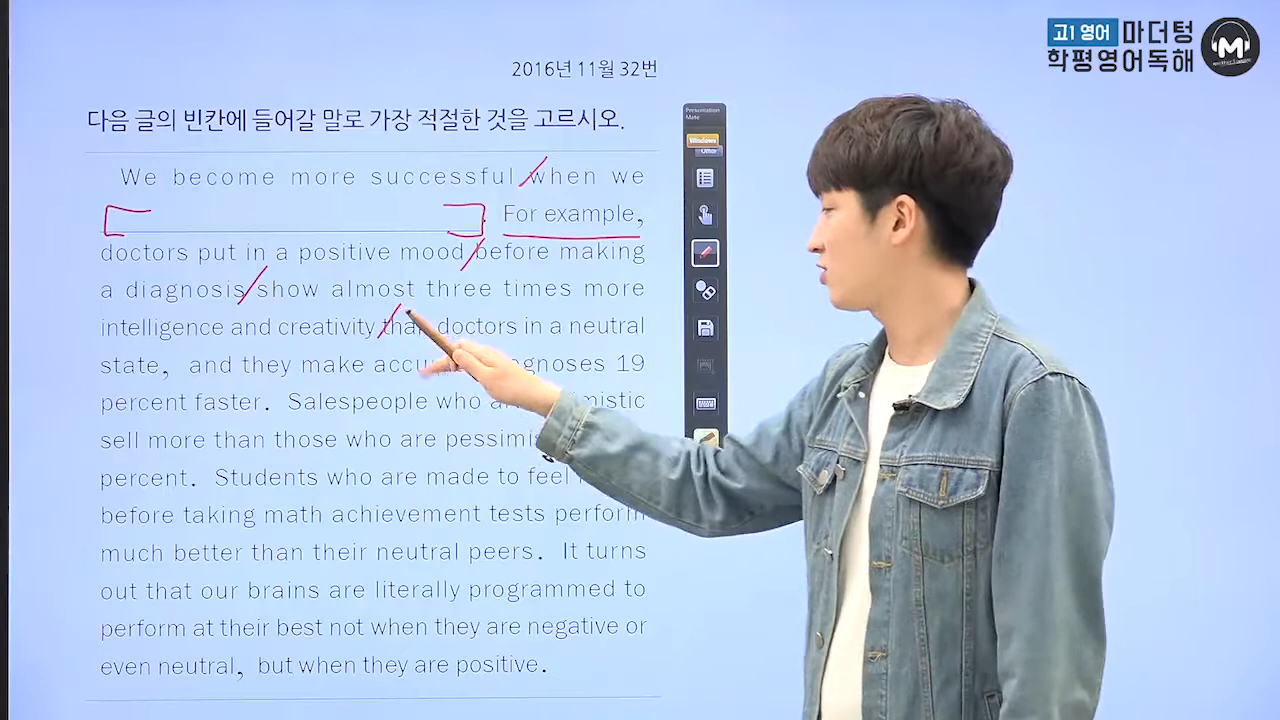 고1 영어 마더텅
학평영어독해
M
2016년 11월 32번
다음 글의 빈칸에 들어갈 말로 가장 적절한 것을 고르시오.
We become more successful when we
. For example,
doctors put in a positive mood before making
a diagnosis show almost three times more
intelligence and creativity than doctors in a neutral
state, and they make 19
percent faster. Salespeople who
sell more than those who are
percent. Students who are made to feel
before taking math achievement tests perform
much better than their neutral peers. It turns
out that our brains are literally programmed to
perform at their best not when they are negative or
even neutral, but when they are positive.
Presentation
Mate
Windows